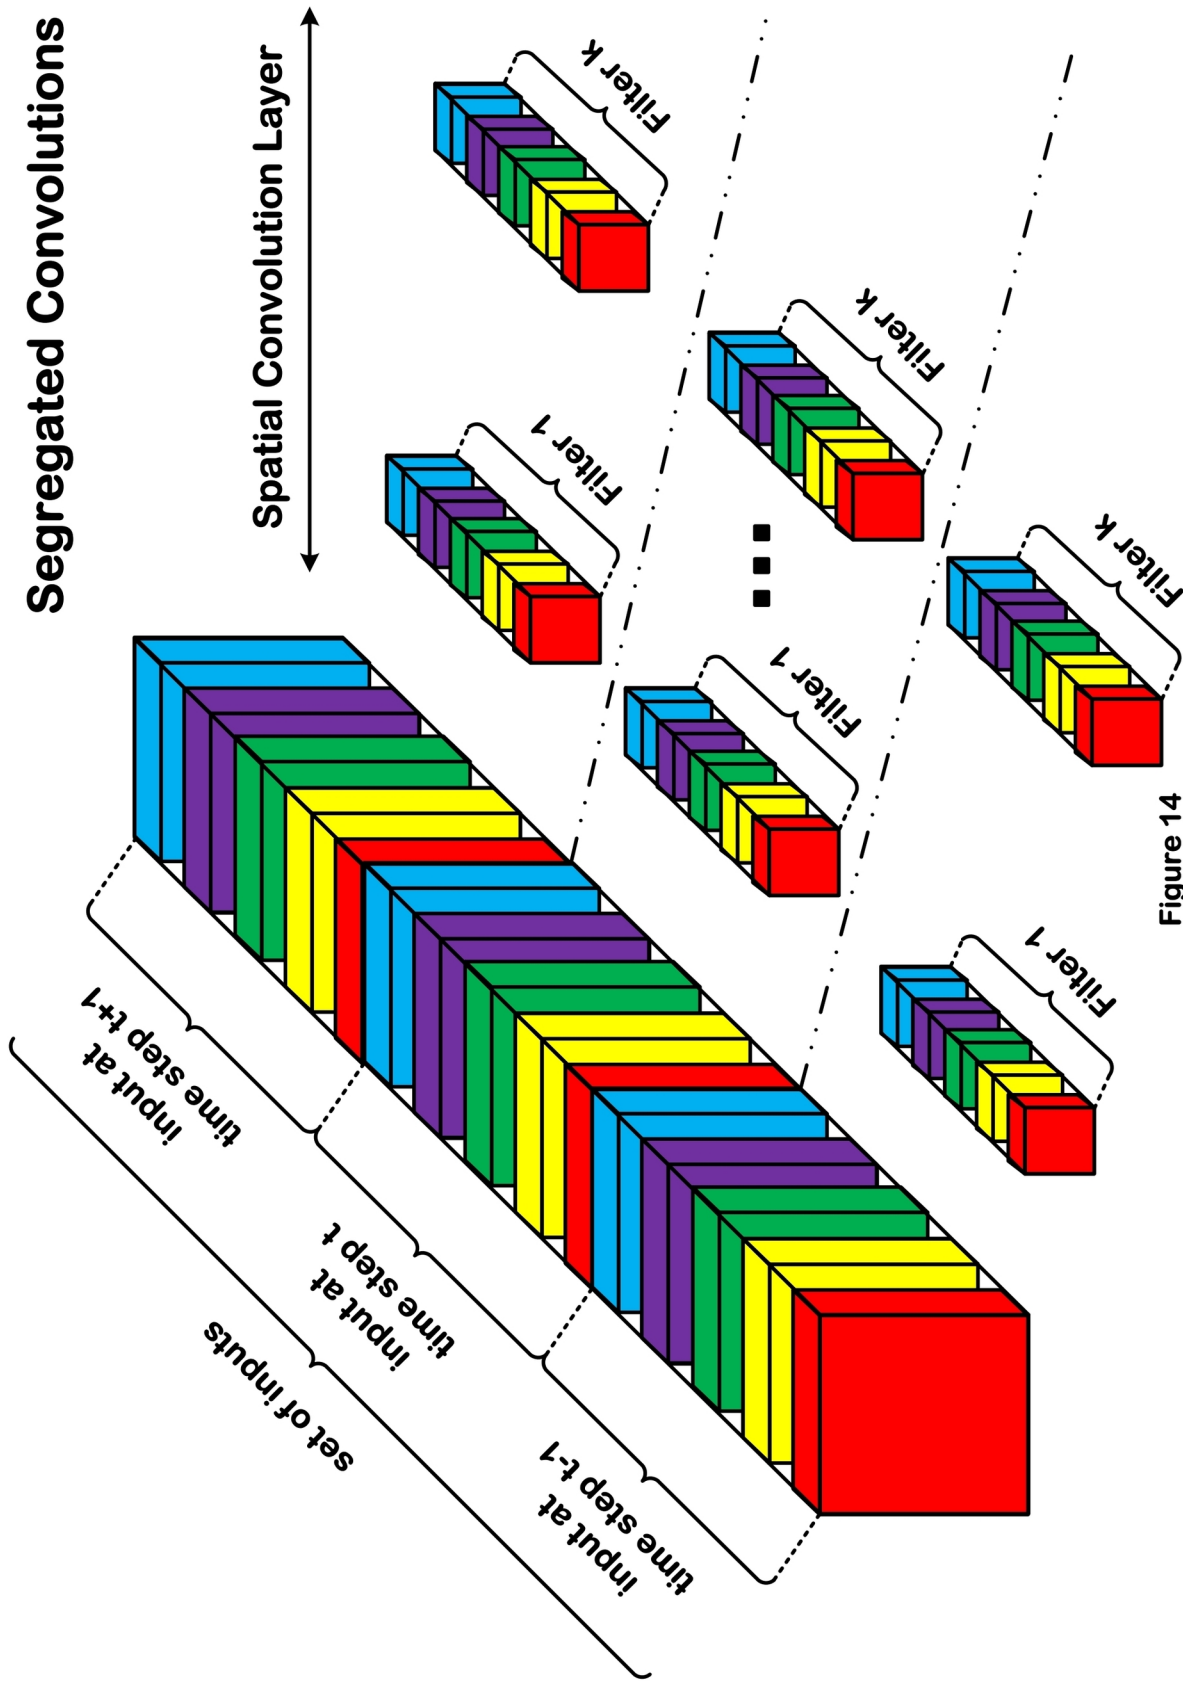 Segregated Convolutions
Spatial Convolution Layer
set of inputs
input at
time step t-1
input at
time step t
input at
time step t+1
Filter 1
Filter k
Filter 1
Filter k
Filter 1
Filter k
Figure 14